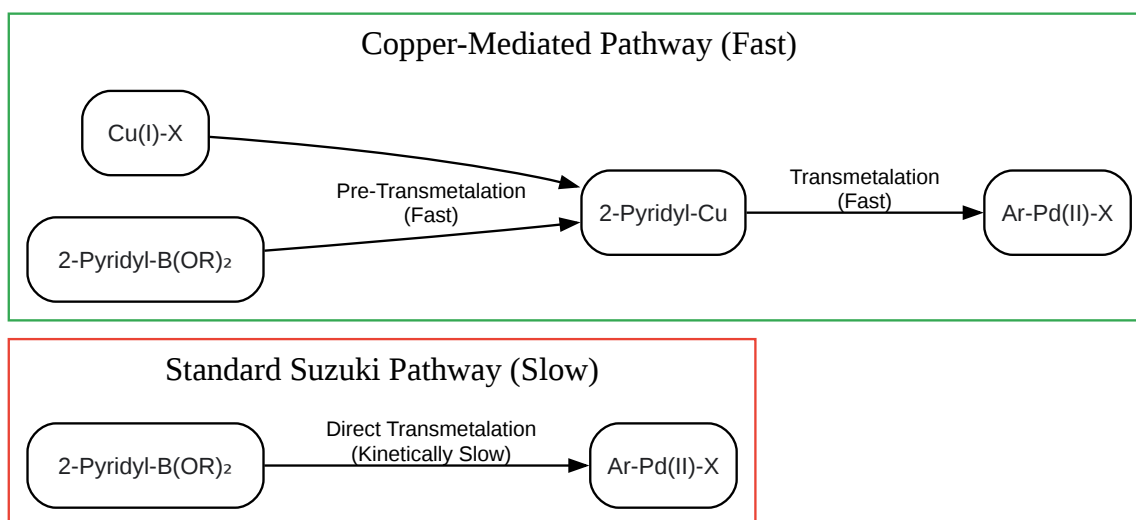 Copper-Mediated Pathway (Fast)
Cu(I)-X
Pre-Transmetalation
(Fast)
2-Pyridyl-B(OR)₂
2-Pyridyl-Cu
Transmetalation
(Fast)
Ar-Pd(II)-X
Standard Suzuki Pathway (Slow)
2-Pyridyl-B(OR)₂
Direct Transmetalation
(Kinetically Slow)
Ar-Pd(II)-X